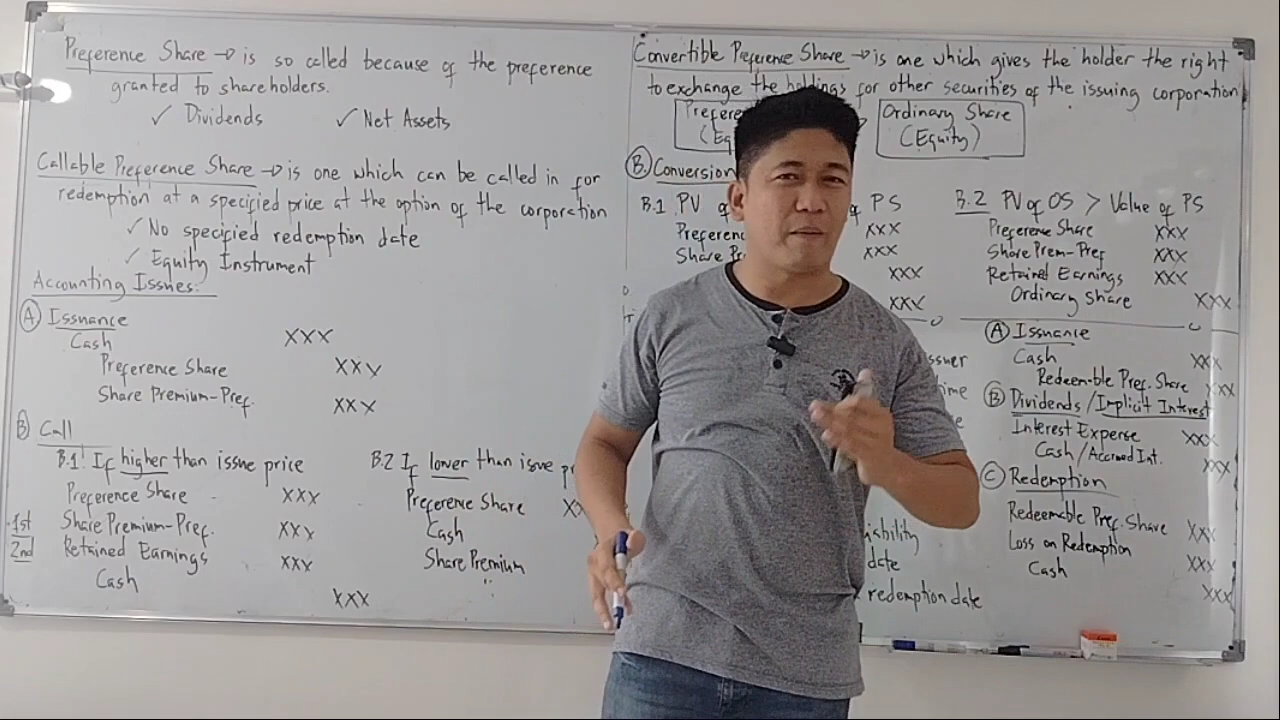 Preference Share → is so called because of the preference
granted to shareholders.
✓ Dividends ✓ Net Assets
Callable Preference Share → is one which can be called in for
redemption at a specified price at the option of the corporation
✓ No specified redemption date
✓ Equity Instrument
Accounting Issues:
(A) Issuance
Cash XXX
Preference Share XXX
Share Premium-Pref. XXX
(B) Call
B.1 If higher than issue price
Preference Share XXX
1st Share Premium-Pref. XXX
2nd Retained Earnings XXX
Cash XXX
B.2 If lower than issue
Preference Share
Cash
Share Premium
Convertible Preference Share → is one which gives the holder the right
to exchange the holdings for other securities of the issuing corporation
Ordinary Share
(Equity)
(B) Conversion
B.1 PV PS
XXX
XXX
XXX
XXX
B.2 PV of OS > Value of PS
Preference Share XXX
Share Prem-Pref XXX
Retained Earnings XXX
Ordinary Share XXX
date
redemption date
(A) Issuance
Cash XXX
Redeemable Pref. Share XXX
(B) Dividends/Implicit Interest
Interest Expense XXX
Cash/Accrued Int. XXX
(C) Redemption
Redeemable Pref. Share XXX
Loss on Redemption XXX
Cash XXX